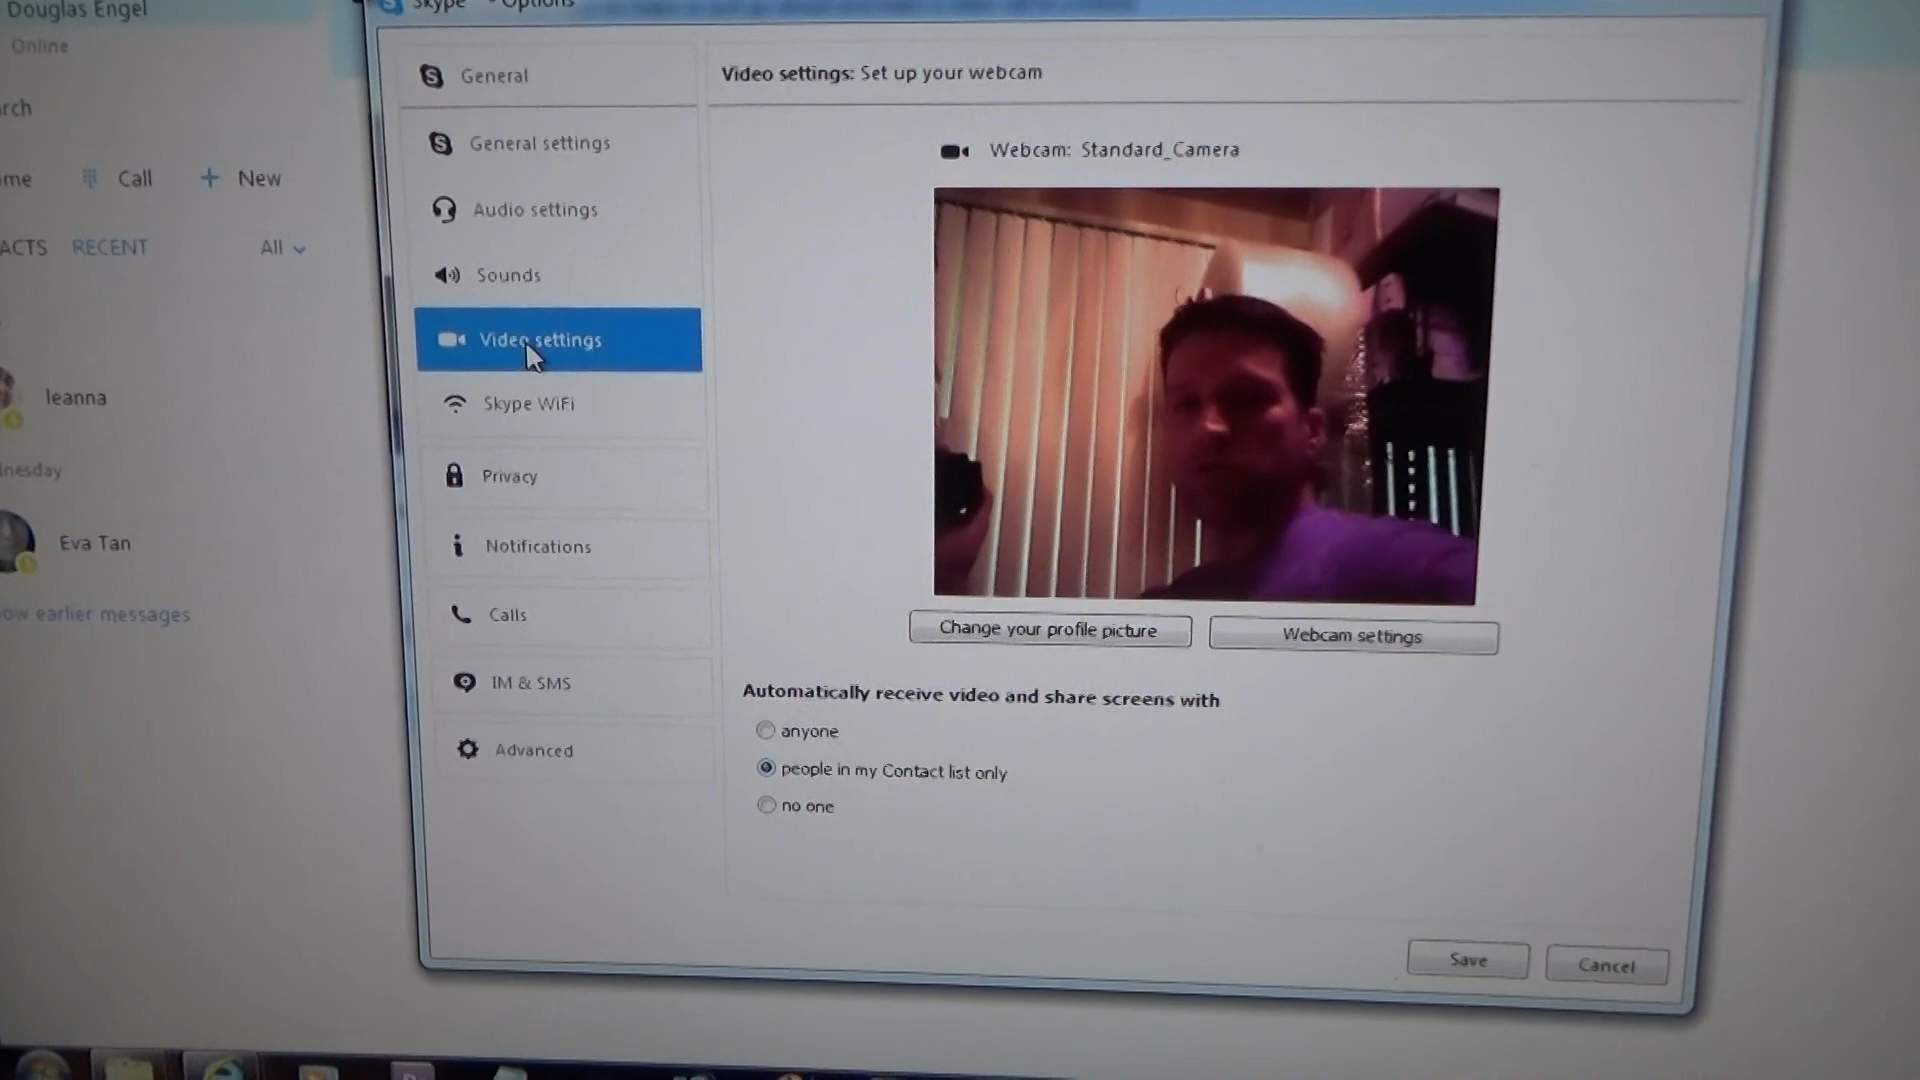 Douglas Engel
Online
rch
me
Call
+ New
ACTS
RECENT
All
leanna
nesday
Eva Tan
ow earlier messages
Skype - Options
General
General settings
Audio settings
Sounds
Video settings
Skype WiFi
Privacy
Notifications
Calls
IM & SMS
Advanced
Video settings: Set up your webcam
Webcam: Standard_Camera
Change your profile picture
Webcam settings
Automatically receive video and share screens with
anyone
people in my Contact list only
no one
Save
Cancel